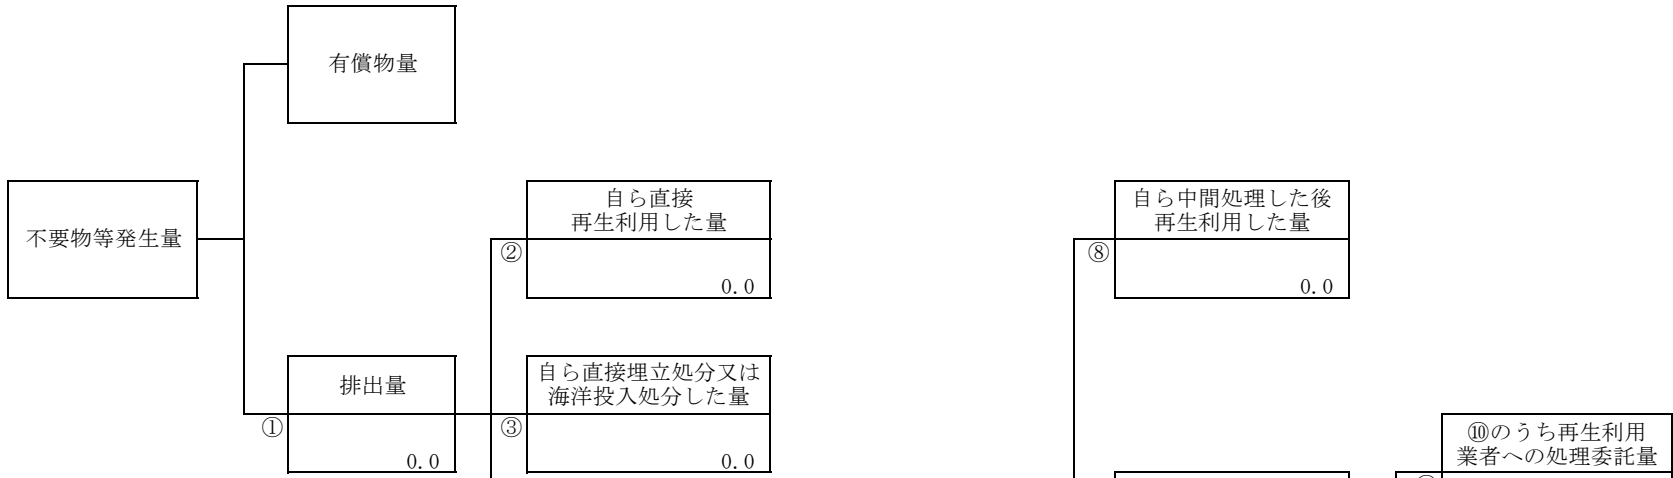 有償物量
不要物等発生量
自ら直接
再生利用した量
②
0.0
自ら中間処理した後
再生利用した量
⑧
0.0
排出量
①
0.0
自ら直接埋立処分又は
海洋投入処分した量
③
0.0
⑩のうち再生利用
業者への処理委託量